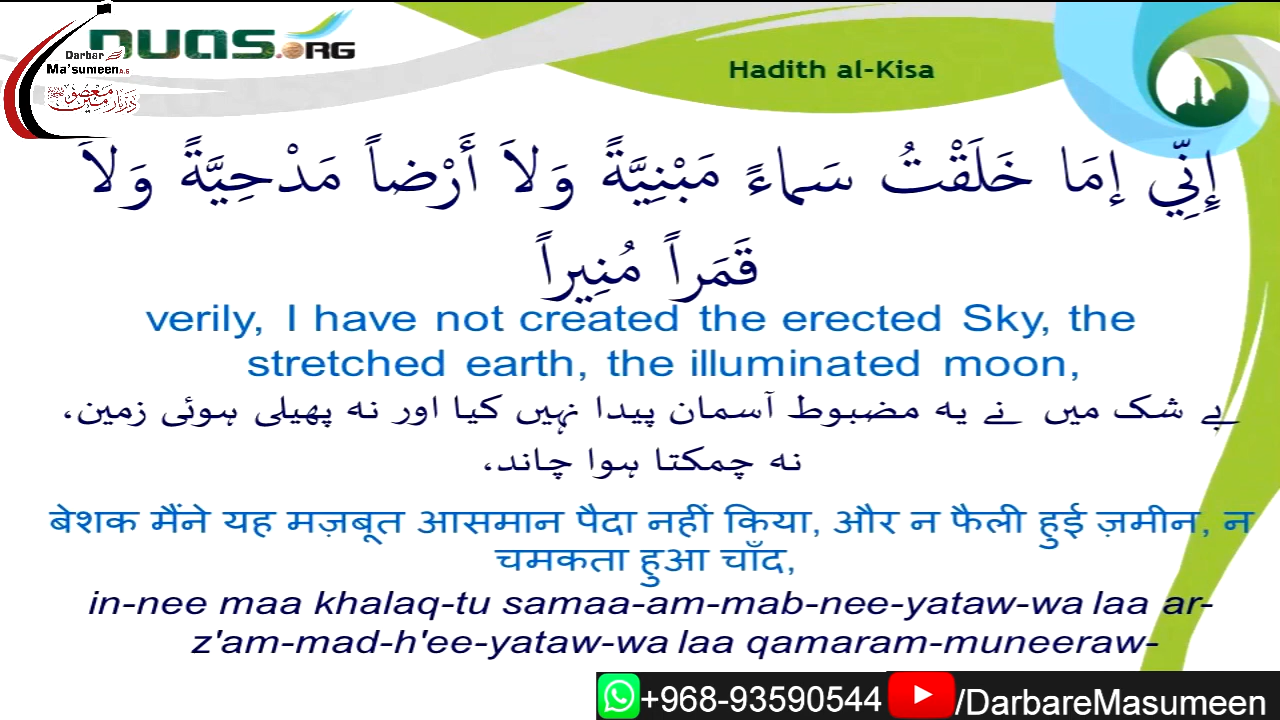 DUAS.ORG
Darbar
Ma'sumeen A.S
دربار معصومین
Hadith al-Kisa
إِنِّي إمَا خَلَقْتُ سَماءً مَبْنِيَّةً وَلاَ أَرْضاً مَدْحِيَّةً وَلاَ
قَمَراً مُنِيراً
verily, I have not created the erected Sky, the
stretched earth, the illuminated moon,
بے شک میں نے یہ مضبوط آسمان پیدا نہیں کیا اور نہ پھیلی ہوئی زمین،
نہ چمکتا ہوا چاند،
बेशक मैंने यह मज़बूत आसमान पैदा नहीं किया, और न फैली हुई ज़मीन, न
चमकता हुआ चाँद,
in-nee maa khalaq-tu samaa-am-mab-nee-yataw-wa laa ar-
z'am-mad-h'ee-yataw-wa laa qamaram-muneeraw-
+968-93590544 /DarbareMasumeen